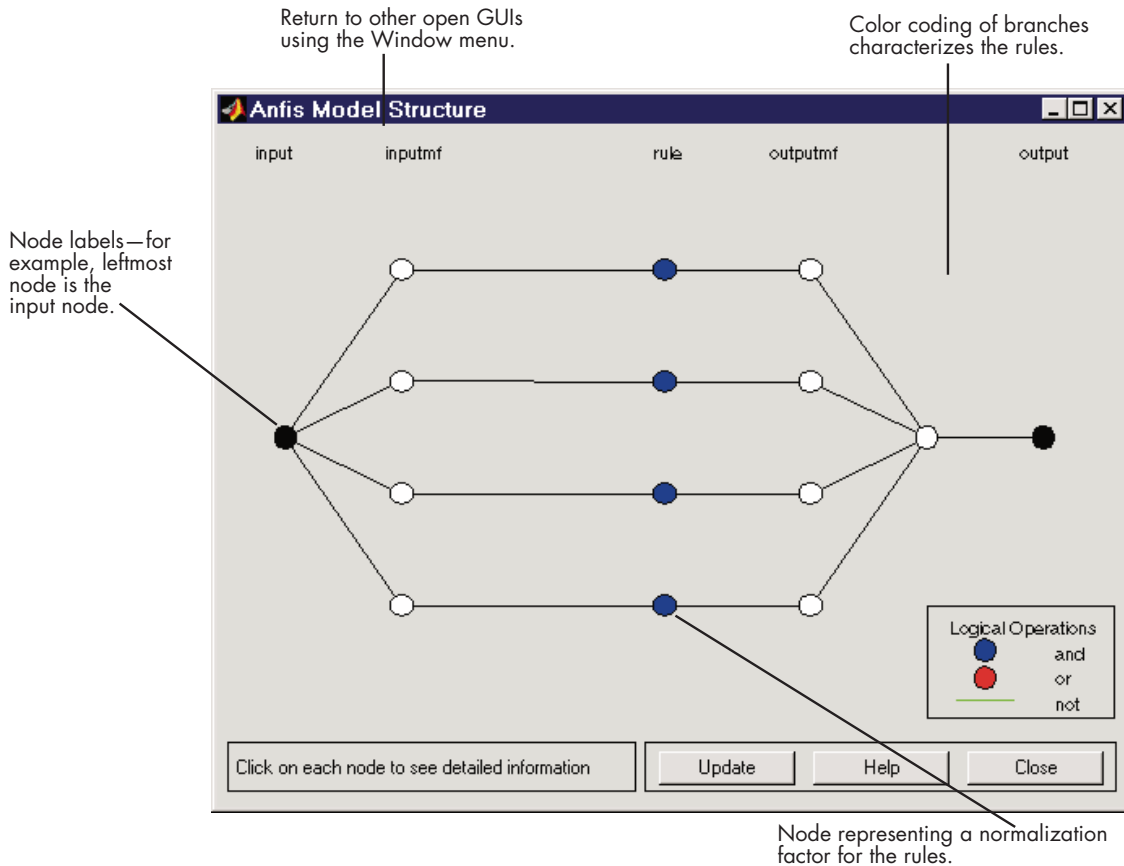 Return to other open GUIs
using the Window menu.
Color coding of branches
characterizes the rules.
Anfis Model Structure
input inputmf rule outputmf output
Node labels—for
example, leftmost
node is the
input node.
Logical Operations
and
or
not
Click on each node to see detailed information
Update Help Close
Node representing a normalization
factor for the rules.